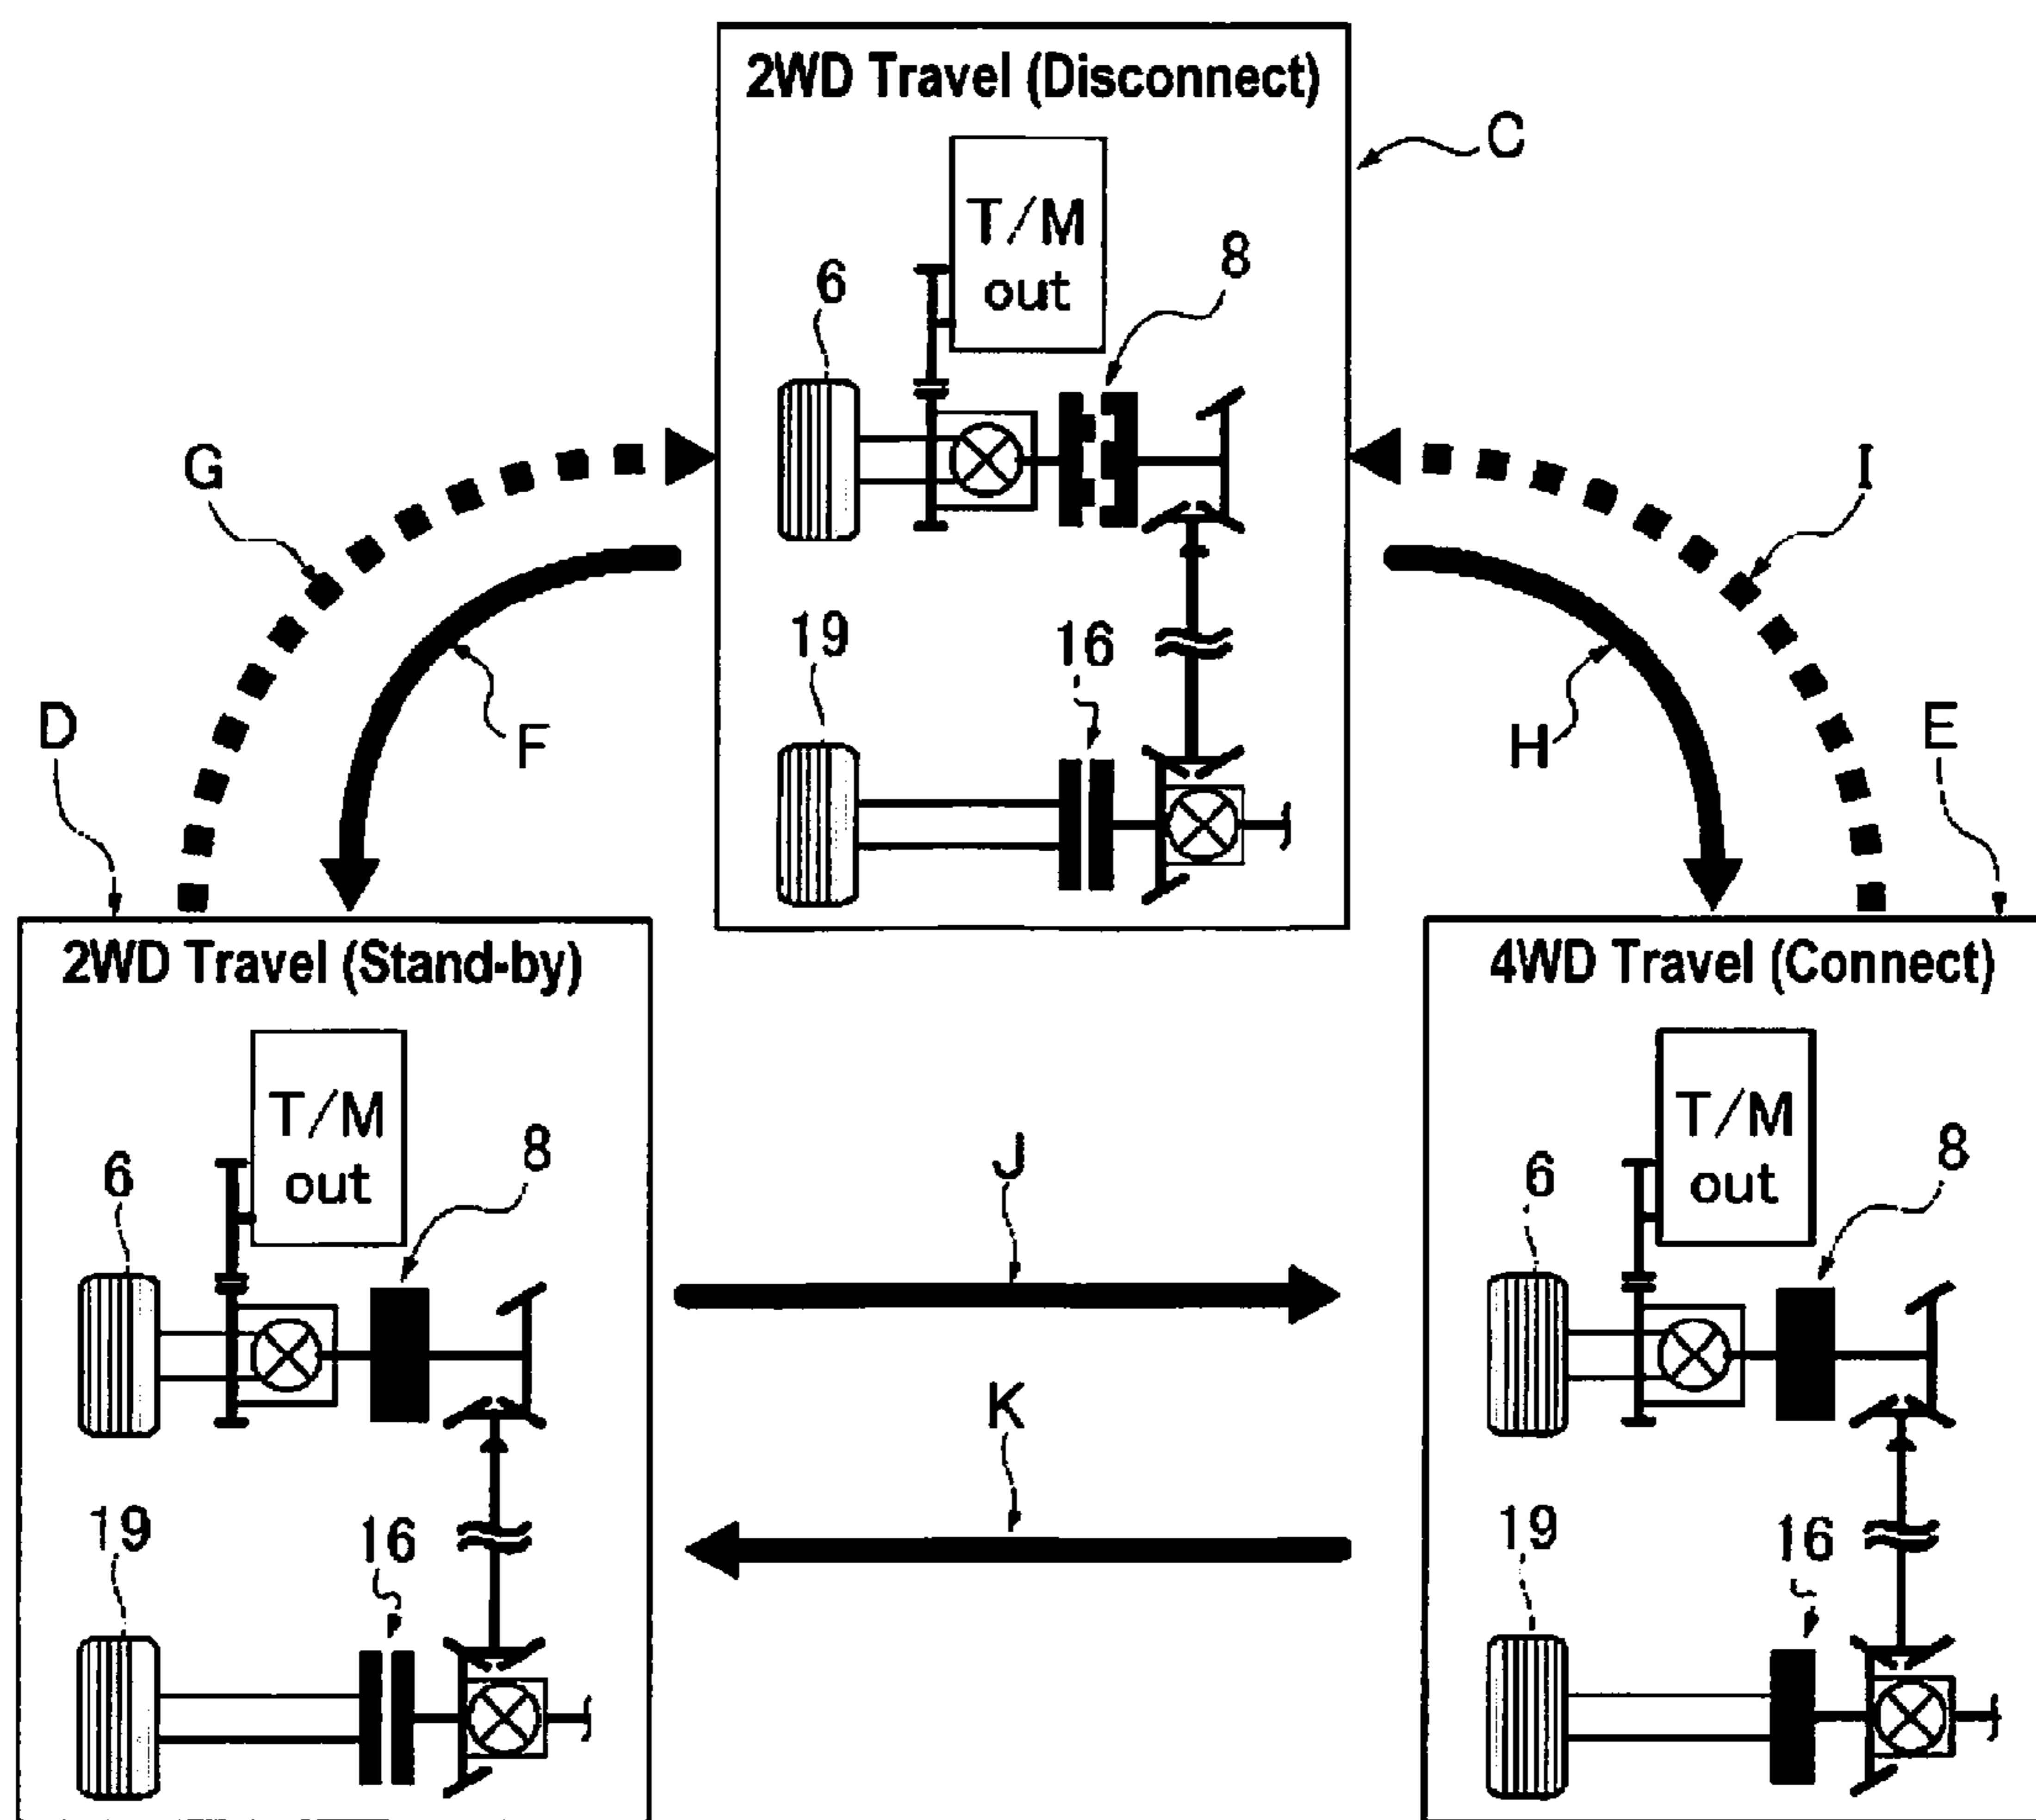 2WD Travel (Disconnect)
C
T/M
out
6
8
G
I
19
16
D
F
H
E
2WD Travel (Stand-by)
T/M
out
6
8
19
16
J
K
4WD Travel (Connect)
T/M
out
6
8
19
16